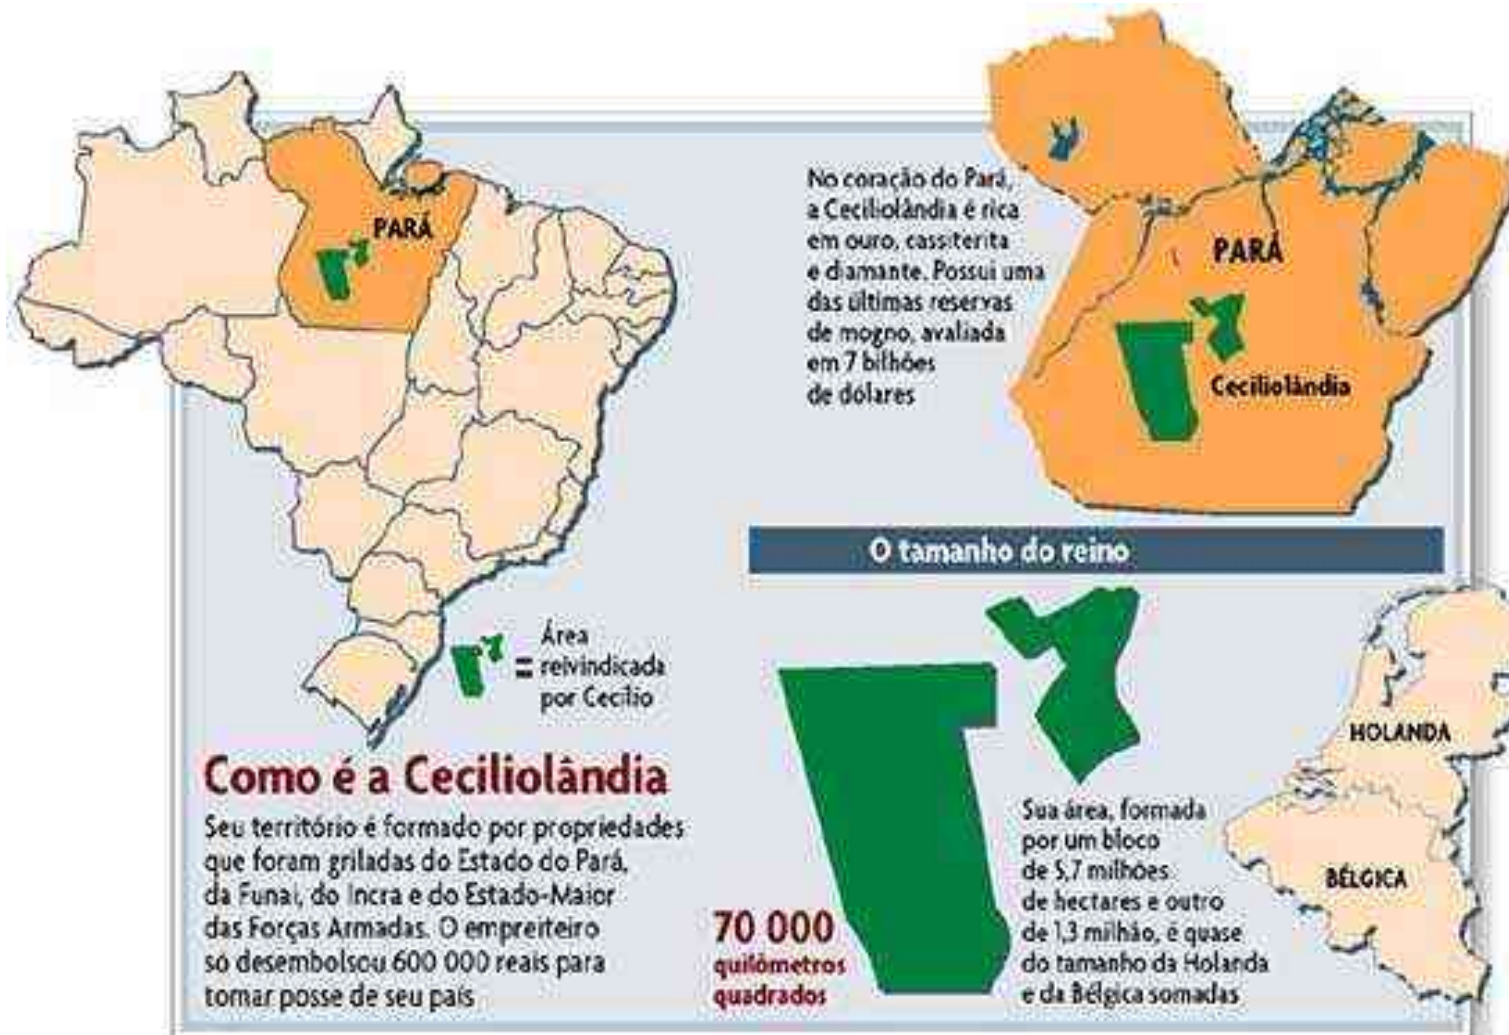 PARÁ
No coração do Pará,
a Ceciliolândia é rica
em ouro, cassiterita
e diamante. Possui uma
das últimas reservas
de mogno, avaliada
em 7 bilhões
de dólares
PARÁ
Ceciliolândia
O tamanho do reino
Área
= reivindicada
por Cecílio
HOLANDA
BÉLGICA
Como é a Ceciliolândia
Seu território é formado por propriedades
que foram griladas do Estado do Pará,
da Funai, do Incra e do Estado-Maior
das Forças Armadas. O empreiteiro
só desembolsou 600 000 reais para
tomar posse de seu país
70 000
quilômetros
quadrados
Sua área, formada
por um bloco
de 5,7 milhões
de hectares e outro
de 1,3 milhão, é quase
do tamanho da Holanda
e da Bélgica somadas